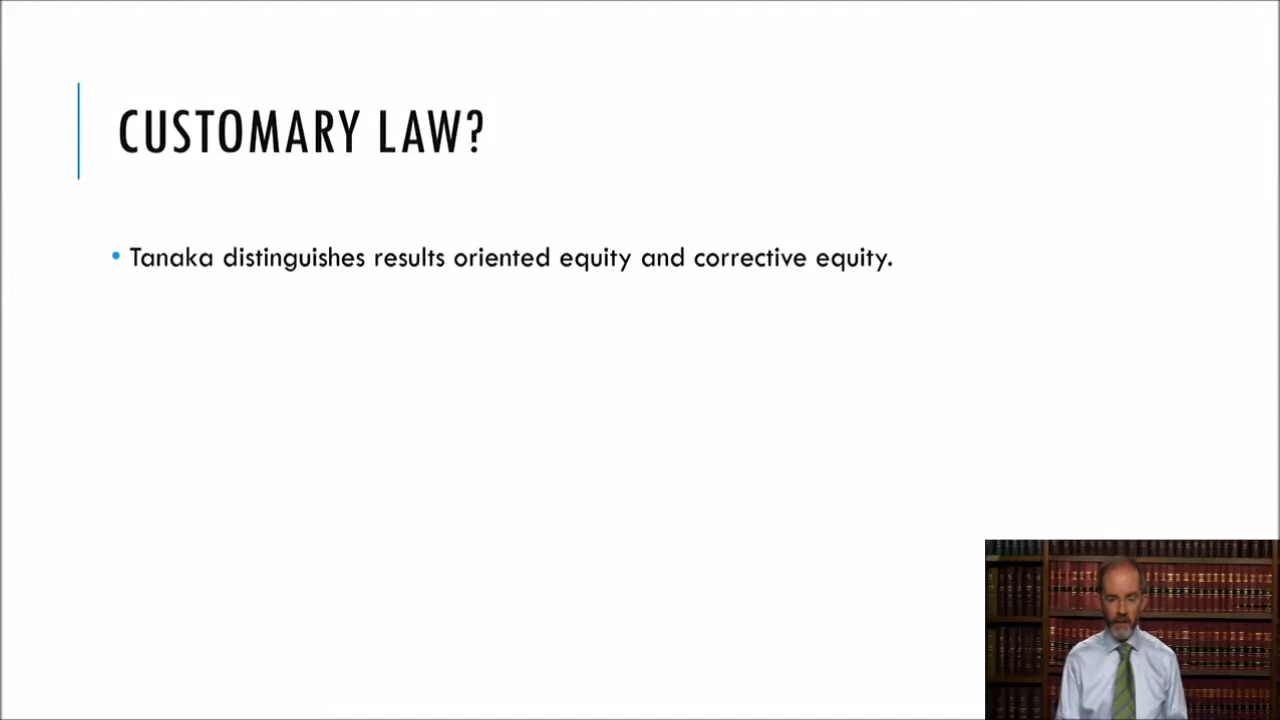 CUSTOMARY LAW?
• Tanaka distinguishes results oriented equity and corrective equity.